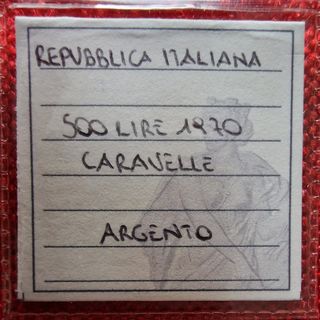 REPUBBLICA ITALIANA
500 LIRE 1970
CARAVELLE
ARGENTO